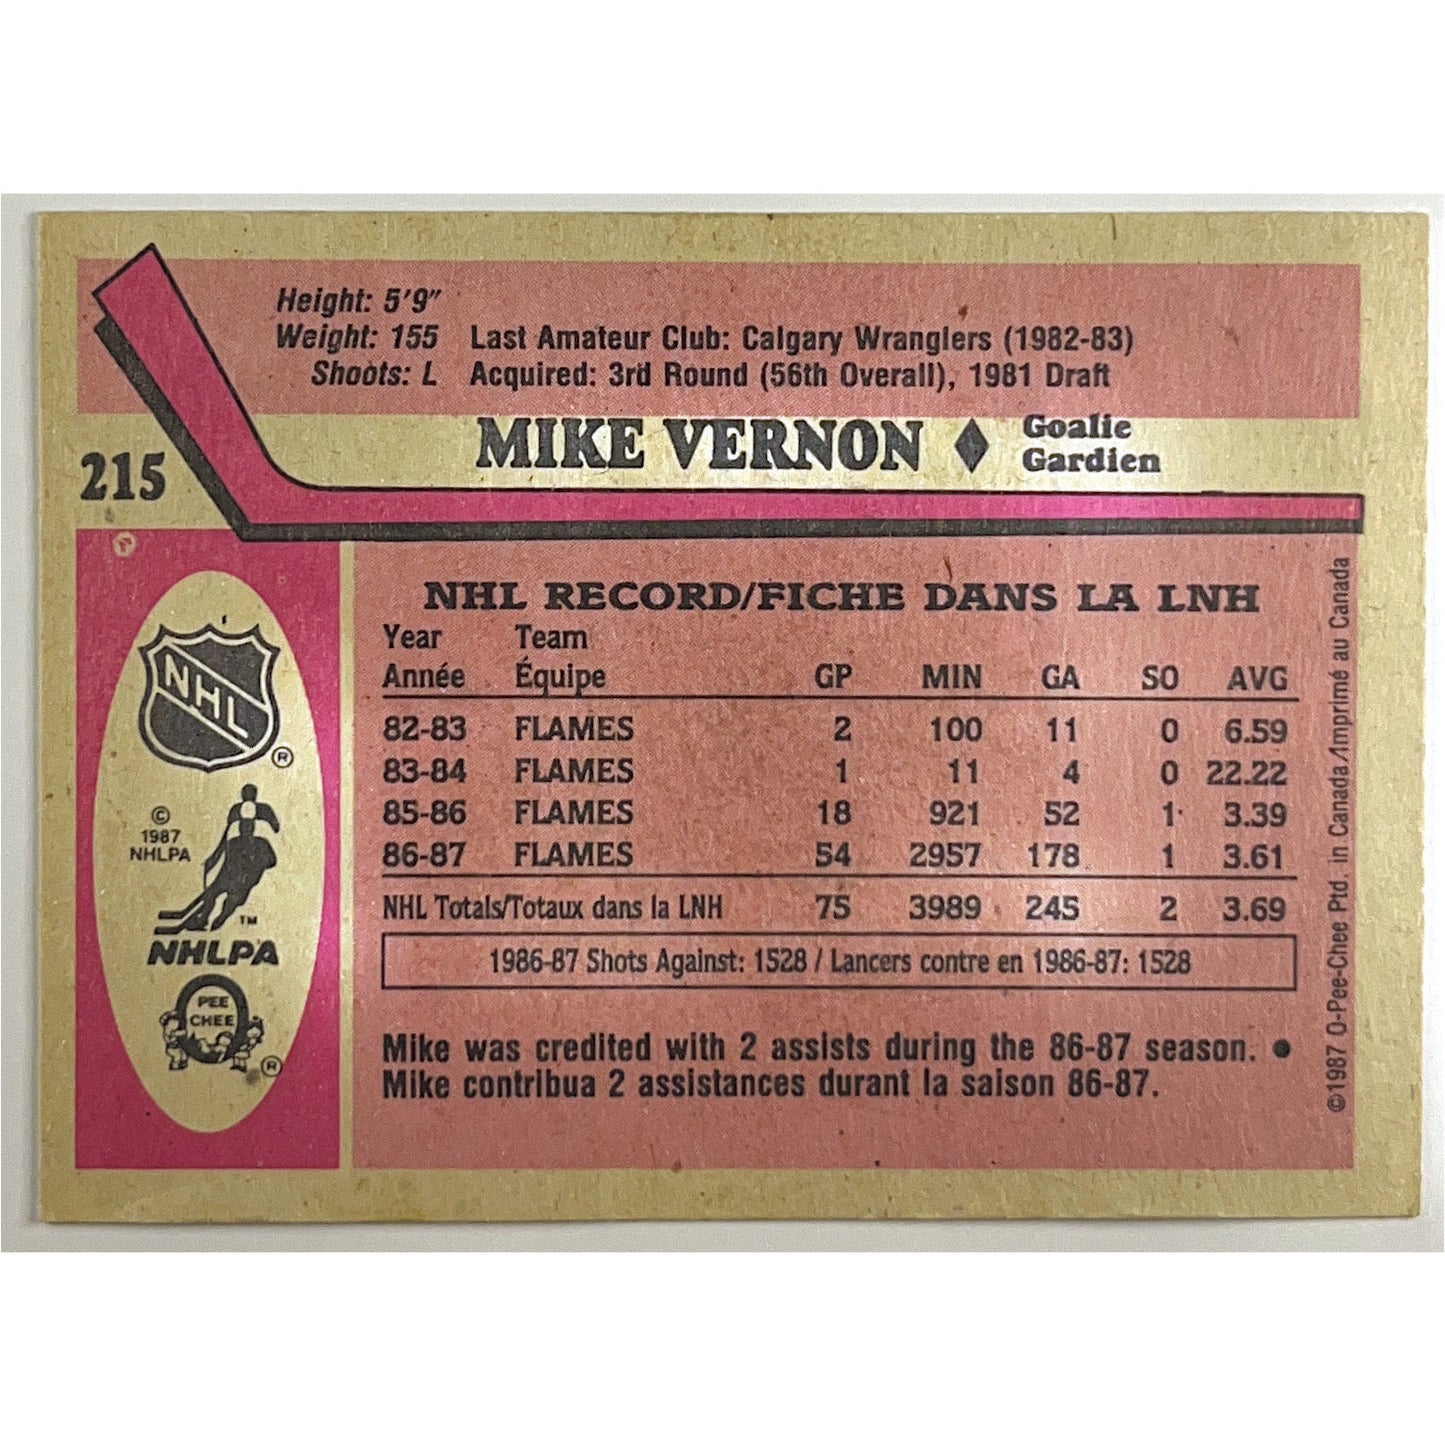 Height: 5'9"
Weight: 155 Last Amateur Club: Calgary Wranglers (1982-83)
Shoots: L Acquired: 3rd Round (56th Overall), 1981 Draft
215
MIKE VERNON ♦ Goalie
Gardien
NHL RECORD/FICHE DANS LA LNH
Year Team
Année Équipe GP MIN GA SO AVG
82-83 FLAMES 2 100 11 0 6.59
83-84 FLAMES 1 11 4 0 22.22
85-86 FLAMES 18 921 52 1 3.39
86-87 FLAMES 54 2957 178 1 3.61
NHL Totals/Totaux dans la LNH 75 3989 245 2 3.69
1986-87 Shots Against: 1528 / Lancers contre en 1986-87: 1528
Mike was credited with 2 assists during the 86-87 season. ●
Mike contribua 2 assistances durant la saison 86-87.
NHL
®
©
1987
NHLPA
TM
NHLPA
PEE
CHEE
®
©1987 O-Pee-Chee Ptd. in Canada/Imprimé au Canada